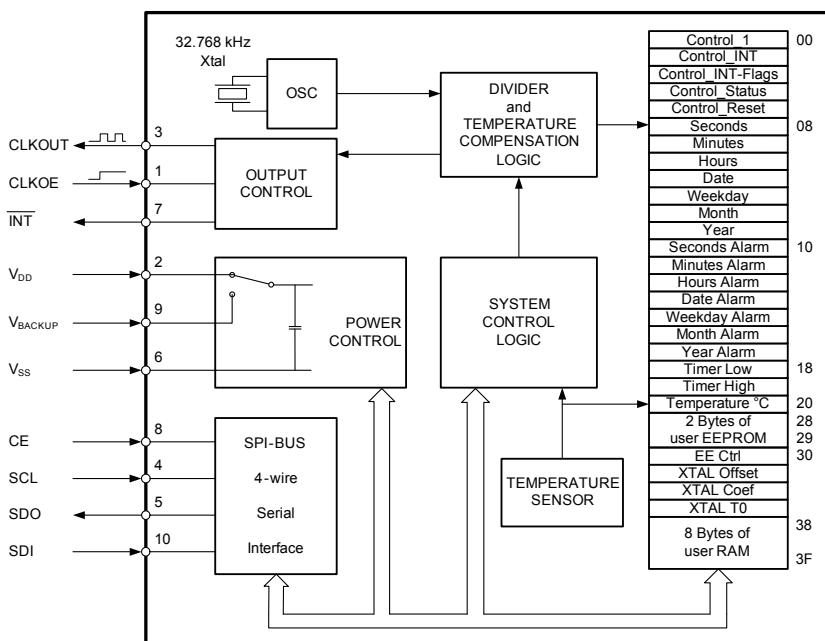 32.768 kHz
Xtal
OSC
DIVIDER
and
TEMPERATURE
COMPENSATION
LOGIC
CLKOUT
3
CLKOE
1
INT
7
OUTPUT
CONTROL
V_DD
2
V_BACKUP
9
V_SS
6
POWER
CONTROL
SYSTEM
CONTROL
LOGIC
CE
8
SCL
4
SDO
5
SDI
10
SPI-BUS
4-wire
Serial
Interface
TEMPERATURE
SENSOR
Control_1 00
Control_INT
Control_INT-Flags
Control_Status
Control_Reset
Seconds 08
Minutes
Hours
Date
Weekday
Month
Year
Seconds Alarm 10
Minutes Alarm
Hours Alarm
Date Alarm
Weekday Alarm
Month Alarm
Year Alarm
Timer Low 18
Timer High
Temperature °C 20
2 Bytes of 28
user EEPROM 29
EE Ctrl 30
XTAL Offset
XTAL Coef
XTAL T0
8 Bytes of 38
user RAM 3F